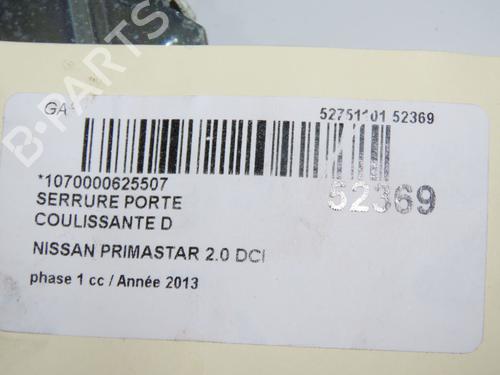 B-PARTS
GA
52751101 52369
*1070000625507
52369
SERRURE PORTE
COULISSANTE D
NISSAN PRIMASTAR 2.0 DCI
phase 1 cc / Année 2013